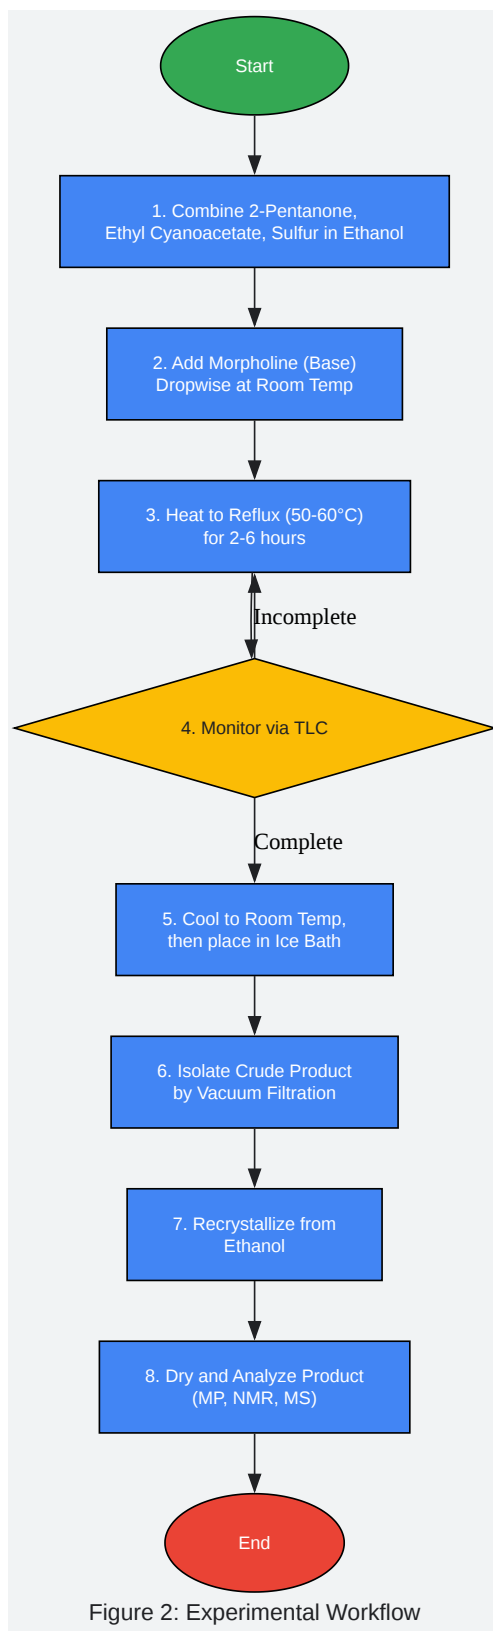 Start
1. Combine 2-Pentanone,
Ethyl Cyanoacetate, Sulfur in Ethanol
2. Add Morpholine (Base)
Dropwise at Room Temp
3. Heat to Reflux (50-60°C)
for 2-6 hours
Incomplete
4. Monitor via TLC
Complete
5. Cool to Room Temp,
then place in Ice Bath
6. Isolate Crude Product
by Vacuum Filtration
7. Recrystallize from
Ethanol
8. Dry and Analyze Product
(MP, NMR, MS)
End
Figure 2: Experimental Workflow